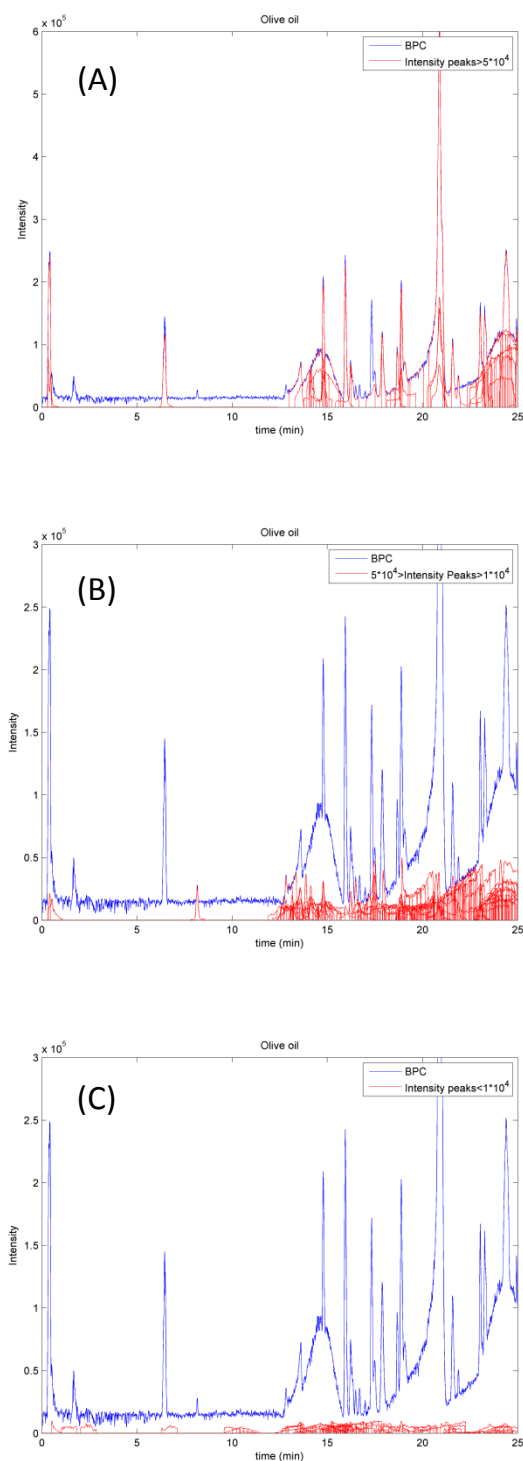 Olive oil
x 10^5
(A)
BPC
Intensity peaks>5*10^4
6
5
4
3
2
1
0
Intensity
0 5 10 15 20 25
time (min)
Olive oil
x 10^5
(B)
BPC
5*10^4>Intensity Peaks>1*10^4
3
2.5
2
1.5
1
0.5
0
Intensity
0 5 10 15 20 25
time (min)
Olive oil
x 10^5
(C)
BPC
Intensity peaks<1*10^4
3
2.5
2
1.5
1
0.5
0
Intensity
0 5 10 15 20 25
time (min)